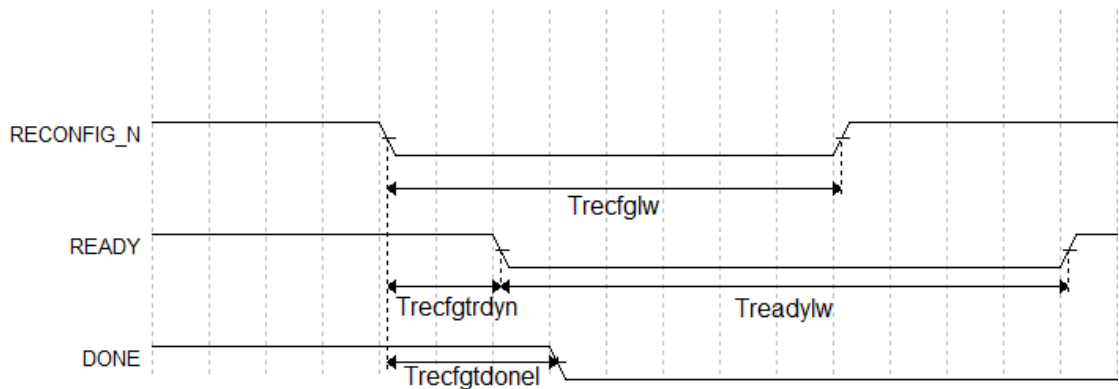 RECONFIG_N
Trecfglw
READY
Trecfgtrdyn
Treadylw
DONE
Trecfgtdonel